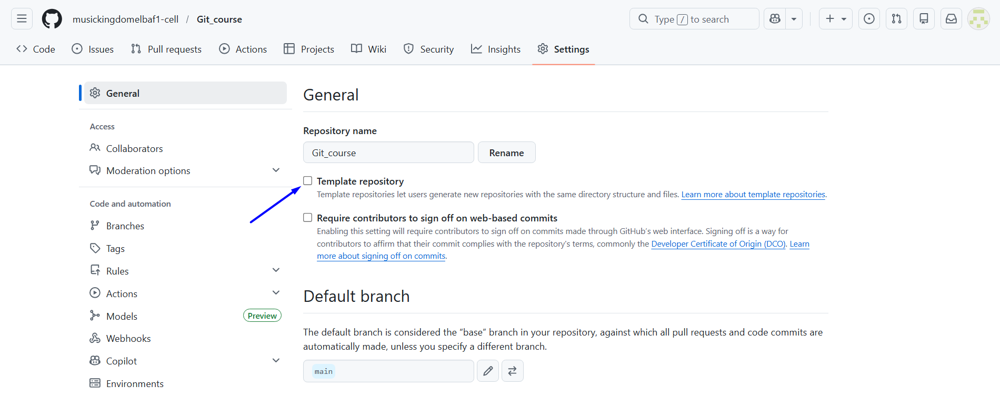 musickingdomelbaf1-cell / Git_course
Type / to search
Code
Issues
Pull requests
Actions
Projects
Wiki
Security
Insights
Settings
General
Access
Collaborators
Moderation options
Code and automation
Branches
Tags
Rules
Actions
Models
Preview
Webhooks
Copilot
Environments
General
Repository name
Git_course
Rename
Template repository
Template repositories let users generate new repositories with the same directory structure and files. Learn more about template repositories.
Require contributors to sign off on web-based commits
Enabling this setting will require contributors to sign off on commits made through GitHub’s web interface. Signing off is a way for
contributors to affirm that their commit complies with the repository's terms, commonly the Developer Certificate of Origin (DCO). Learn
more about signing off on commits.
Default branch
The default branch is considered the “base” branch in your repository, against which all pull requests and code commits are
automatically made, unless you specify a different branch.
main